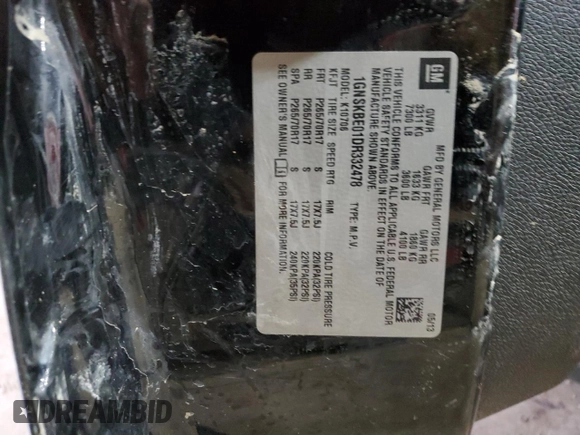 GM
MFD BY GENERAL MOTORS LLC
05/13
GVWR GAWR FRT GAWR RR
3311 KG 1633 KG 1860 KG
7300 LB 3600 LB 4100 LB
THIS VEHICLE CONFORMS TO ALL APPLICABLE U.S. FEDERAL MOTOR
VEHICLE SAFETY STANDARDS IN EFFECT ON THE DATE OF
MANUFACTURE SHOWN ABOVE.
1GNSKBE01DR332478 TYPE: M.P.V.
MODEL: K10706
KFJT TIRE SIZE SPEED RTG RIM COLD TIRE PRESSURE
FRT P265/70R17 S 17X7.5J 220KPA(32PSI)
RR P265/70R17 S 17X7.5J 220KPA(32PSI)
SPA P265/70R17 S 17X7.5J 240KPA(35PSI)
SEE OWNER'S MANUAL FOR MORE INFORMATION.
DREAMBID